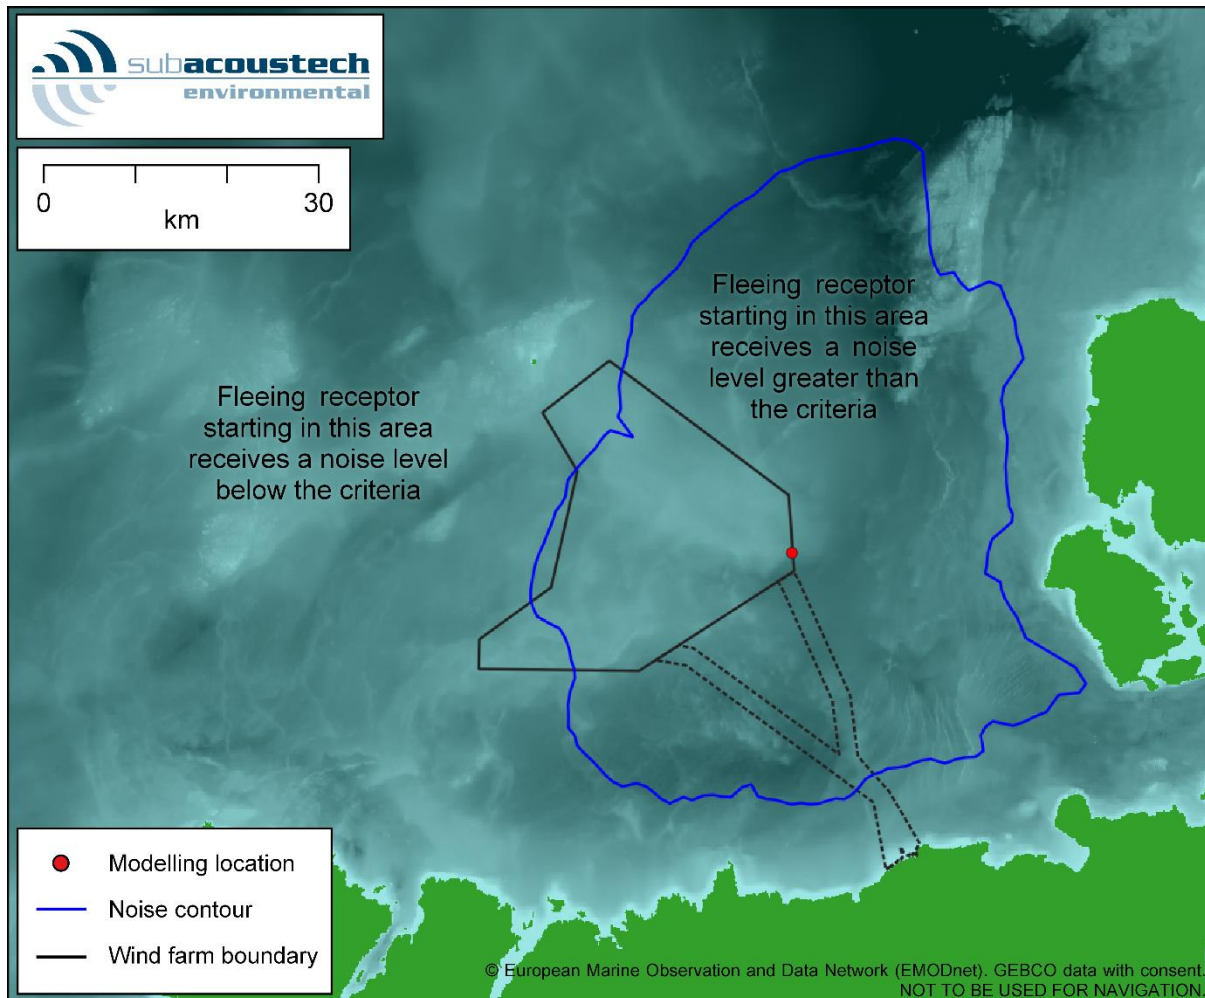 subacoustech
environmental
0 30
km
Fleeing receptor
starting in this area
receives a noise
level greater than
the criteria
Fleeing receptor
starting in this area
receives a noise level
below the criteria
Modelling location
Noise contour
Wind farm boundary
© European Marine Observation and Data Network (EMODnet). GEBCO data with consent.
NOT TO BE USED FOR NAVIGATION.